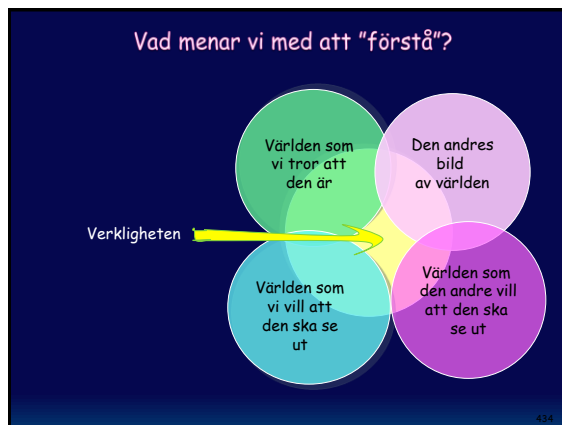 Vad menar vi med att ”förstå”?
Världen som
vi tror att
den är
Den andres
bild
av världen
Verkligheten
Världen som
vi vill att
den ska se
ut
Världen som
den andre vill
att den ska
se ut
434